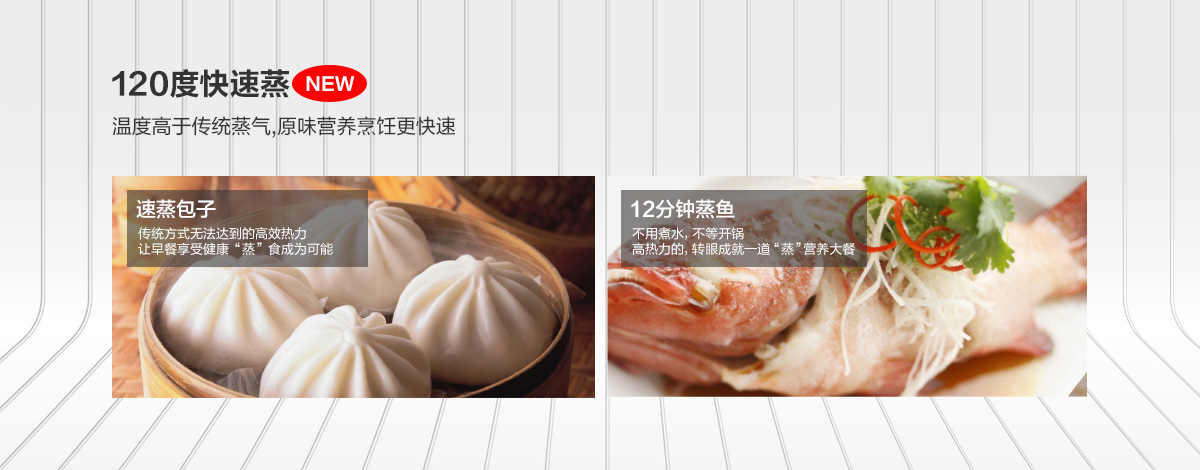 120度快速蒸 NEW
温度高于传统蒸气,原味营养烹饪更快速
速蒸包子
传统方式无法达到的高效热力
让早餐享受健康“蒸”食成为可能
12分钟蒸鱼
不用煮水, 不等开锅
高热力的, 转眼成就一道“蒸”营养大餐